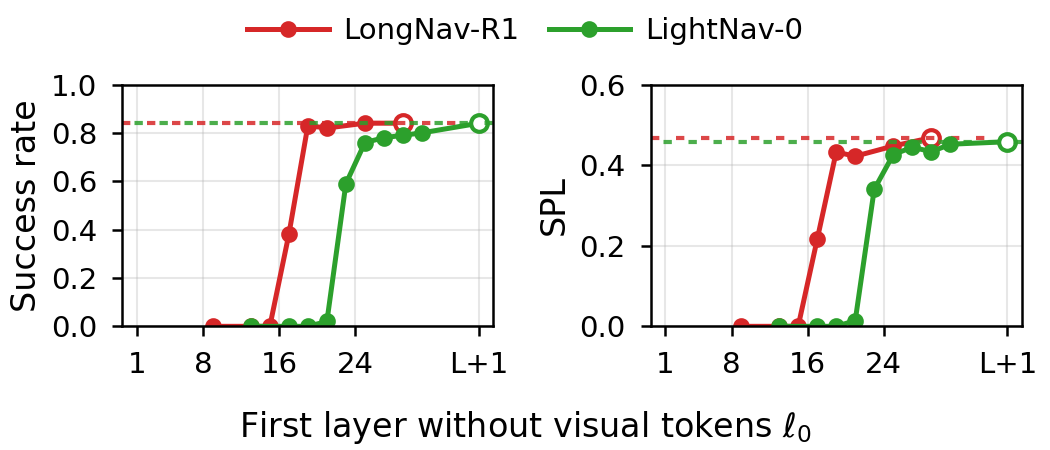 LongNav-R1 LightNav-0
Success rate
1.0
0.8
0.6
0.4
0.2
0.0
1 8 16 24 L+1
SPL
0.6
0.4
0.2
0.0
1 8 16 24 L+1
First layer without visual tokens ℓ₀